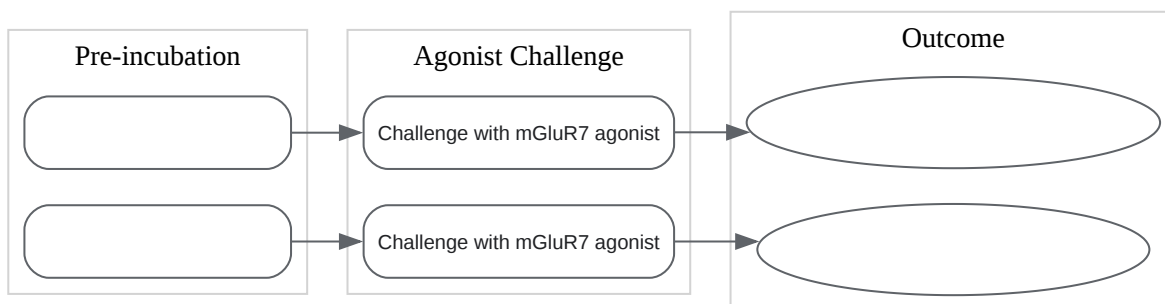 Pre-incubation
Agonist Challenge
Outcome
Challenge with mGluR7 agonist
Challenge with mGluR7 agonist